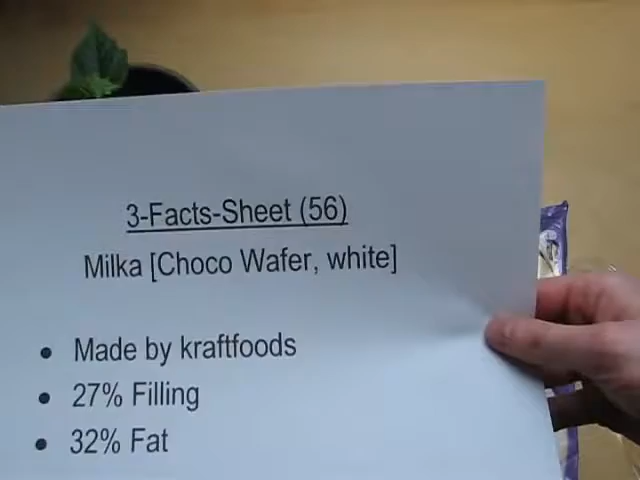 3-Facts-Sheet (56)
Milka [Choco Wafer, white]
• Made by kraftfoods
• 27% Filling
• 32% Fat